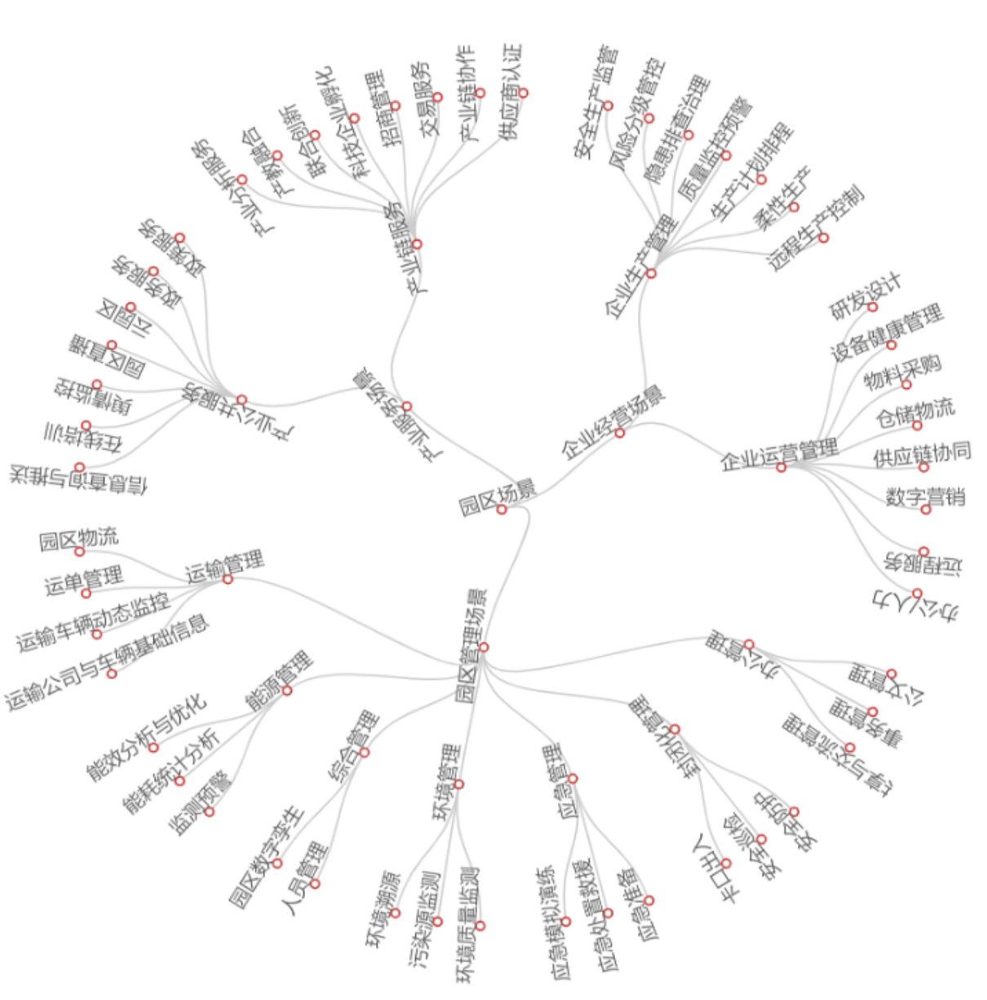 园区场景
产业服务场景
产业链服务
产业分析服务
产教融合
联合创新
科技企业孵化
招商管理
交易服务
产业链协作
供应商认证
产业公共服务
政策服务
政务服务
云园区
园区直播
舆情监控
在线培训
信息查询与推送
企业经营场景
企业生产管理
安全生产监管
风险分级管控
隐患排查治理
质量监控预警
生产计划排程
柔性生产
远程生产控制
企业运营管理
研发设计
设备健康管理
物料采购
仓储物流
供应链协同
数字营销
远程服务
办公人力
园区管理场景
办公管理
公文管理
事务管理
享与交流管理
封闭化管理
安全防护
安全巡检
卡口出入
应急管理
应急准备
应急处置救援
应急模拟演练
环境管理
环境质量监测
污染源监测
环境溯源
综合管理
人员管理
园区数字孪生
能源管理
监测预警
能耗统计分析
能效分析与优化
运输管理
运输公司与车辆基础信息
运输车辆动态监控
运单管理
园区物流